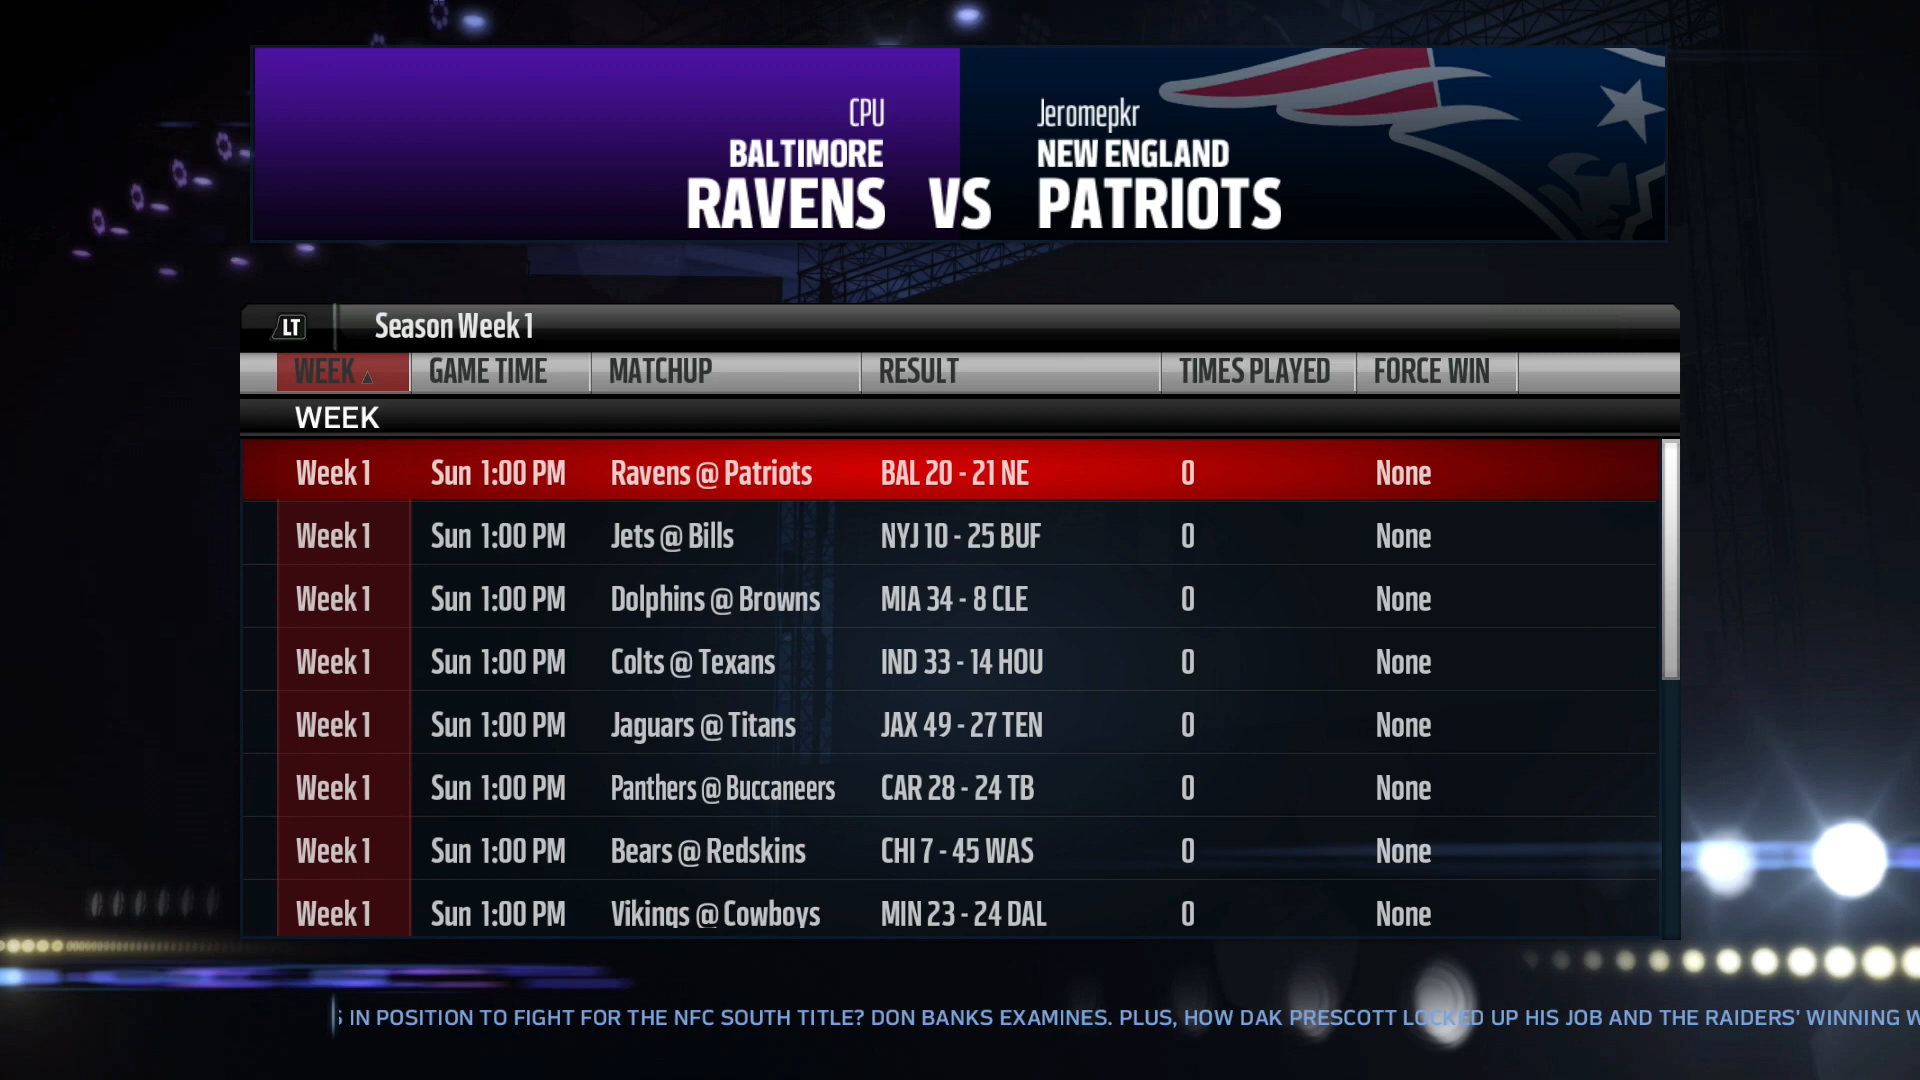 CPU
BALTIMORE
RAVENS
VS
Jeromepkr
NEW ENGLAND
PATRIOTS
LT
Season Week 1
WEEK ▲ GAME TIME MATCHUP RESULT TIMES PLAYED FORCE WIN
WEEK
Week 1 Sun 1:00 PM Ravens @ Patriots BAL 20 - 21 NE 0 None
Week 1 Sun 1:00 PM Jets @ Bills NYJ 10 - 25 BUF 0 None
Week 1 Sun 1:00 PM Dolphins @ Browns MIA 34 - 8 CLE 0 None
Week 1 Sun 1:00 PM Colts @ Texans IND 33 - 14 HOU 0 None
Week 1 Sun 1:00 PM Jaguars @ Titans JAX 49 - 27 TEN 0 None
Week 1 Sun 1:00 PM Panthers @ Buccaneers CAR 28 - 24 TB 0 None
Week 1 Sun 1:00 PM Bears @ Redskins CHI 7 - 45 WAS 0 None
Week 1 Sun 1:00 PM Vikings @ Cowboys MIN 23 - 24 DAL 0 None
IN POSITION TO FIGHT FOR THE NFC SOUTH TITLE? DON BANKS EXAMINES. PLUS, HOW DAK PRESCOTT LOCKED UP HIS JOB AND THE RAIDERS' WINNING